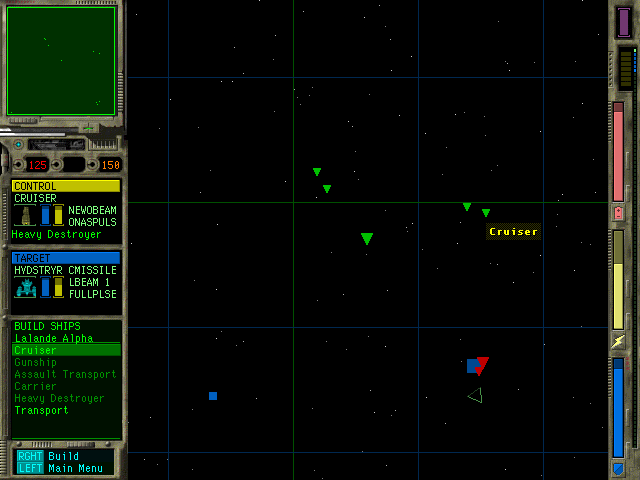 125 150
CONTROL
CRUISER
NEWOBEAM
ONASPULS
Heavy Destroyer
TARGET
HYDSTRYR CMISSILE
LBEAM 1
FULLPLSE
BUILD SHIPS
Lalande Alpha
Cruiser
Gunship
Assault Transport
Carrier
Heavy Destroyer
Transport
RGHT Build
LEFT Main Menu
Cruiser